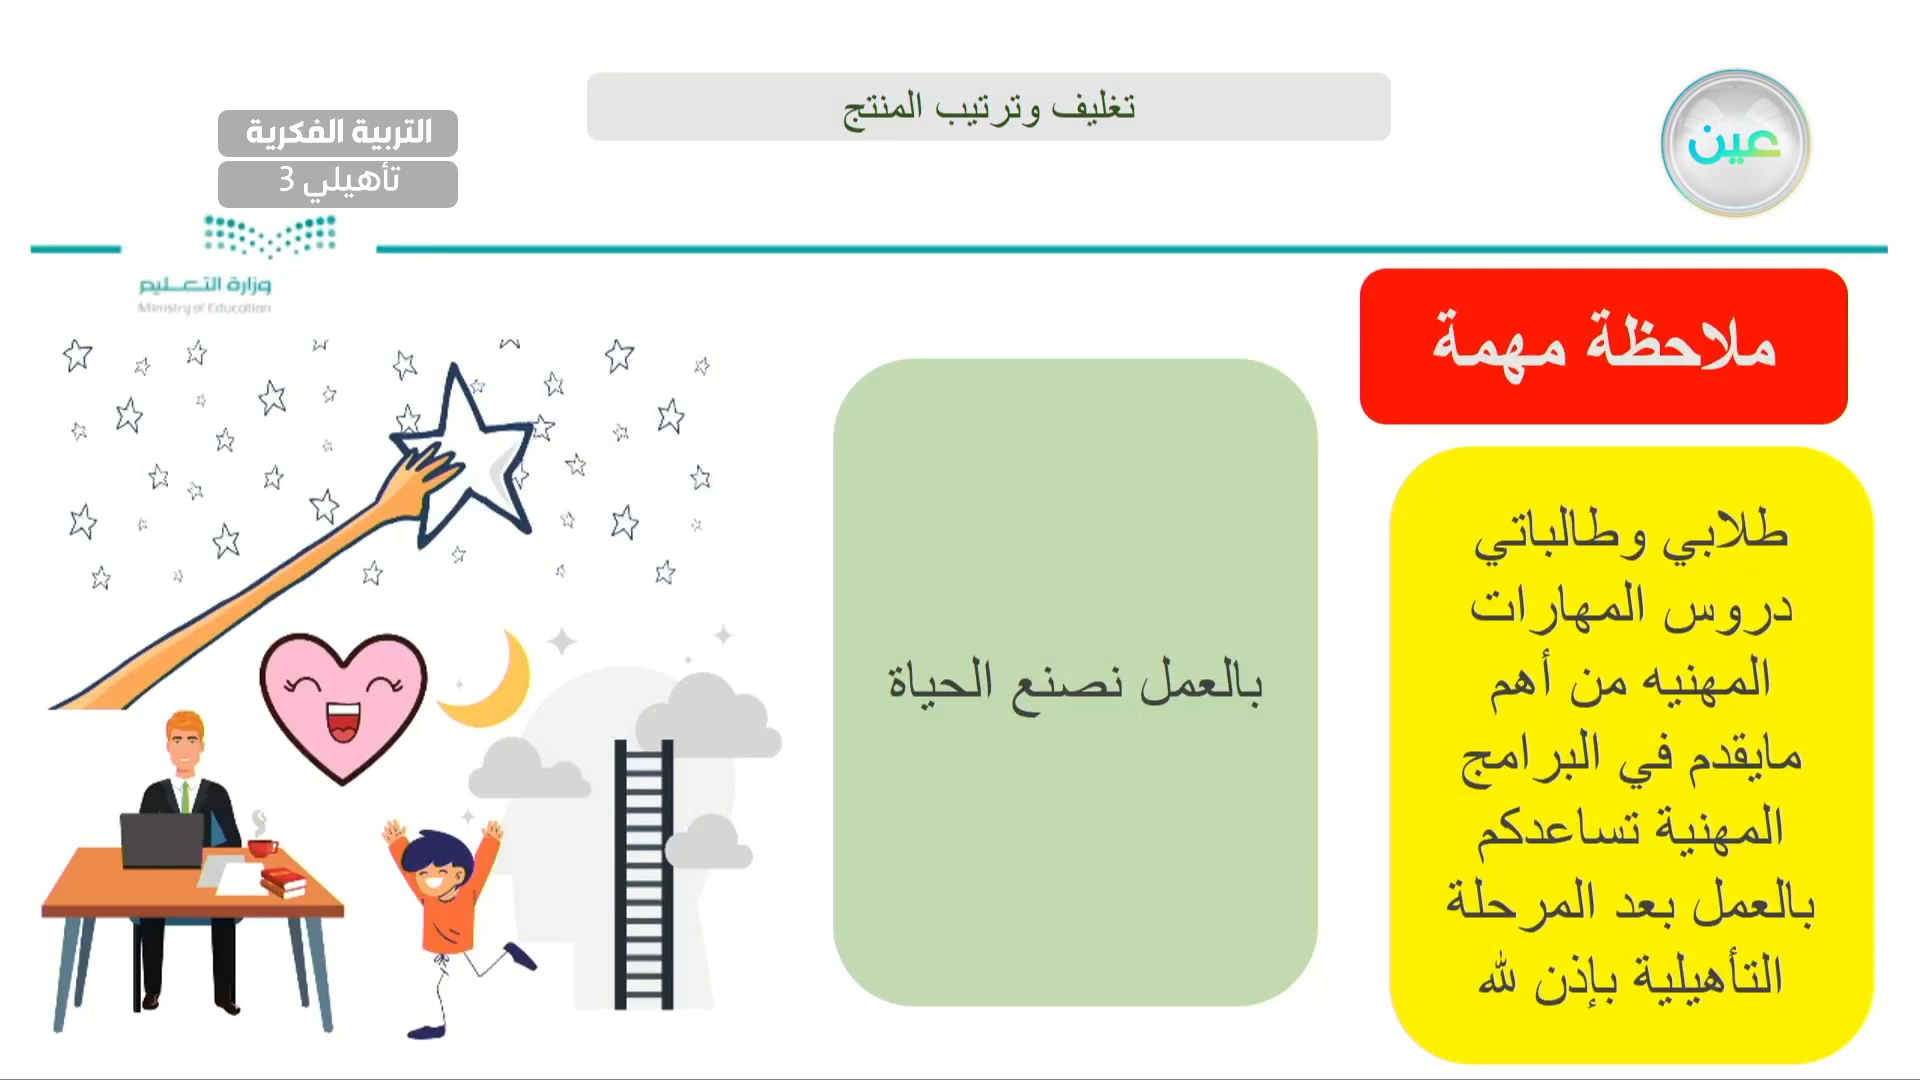 تغليف وترتيب المنتج
عين
التربية الفكرية
تأهيلي 3
وزارة التعليم
Ministry of Education
ملاحظة مهمة
طلابي وطالباتي
دروس المهارات
المهنيه من أهم
مايقدم في البرامج
المهنية تساعدكم
بالعمل بعد المرحلة
التأهيلية بإذن لله
بالعمل نصنع الحياة